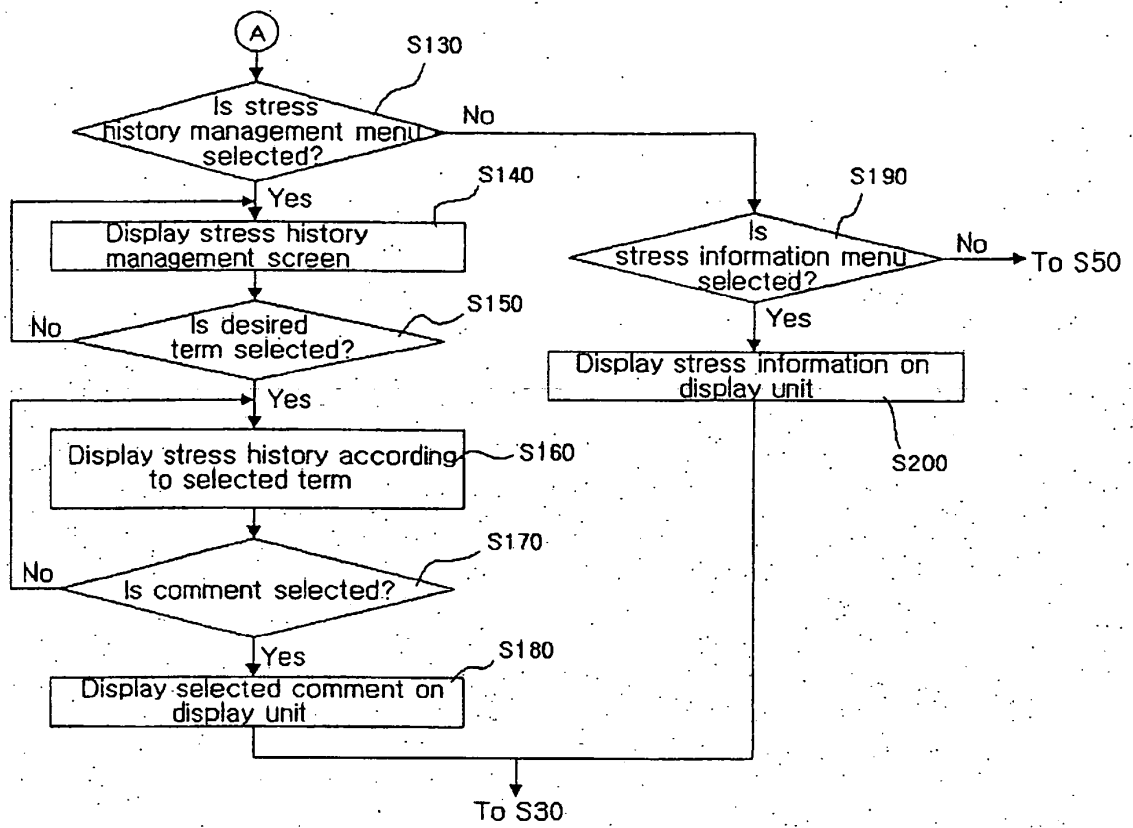 A
S130
Is stress
history management menu
selected?
No
Yes
S140
Display stress history
management screen
S150
No
Is desired
term selected?
Yes
Display stress history according
to selected term
S160
S170
No
Is comment selected?
Yes
S180
Display selected comment on
display unit
S190
Is
stress information menu
selected?
No
To S50
Yes
Display stress information on
display unit
S200
To S30